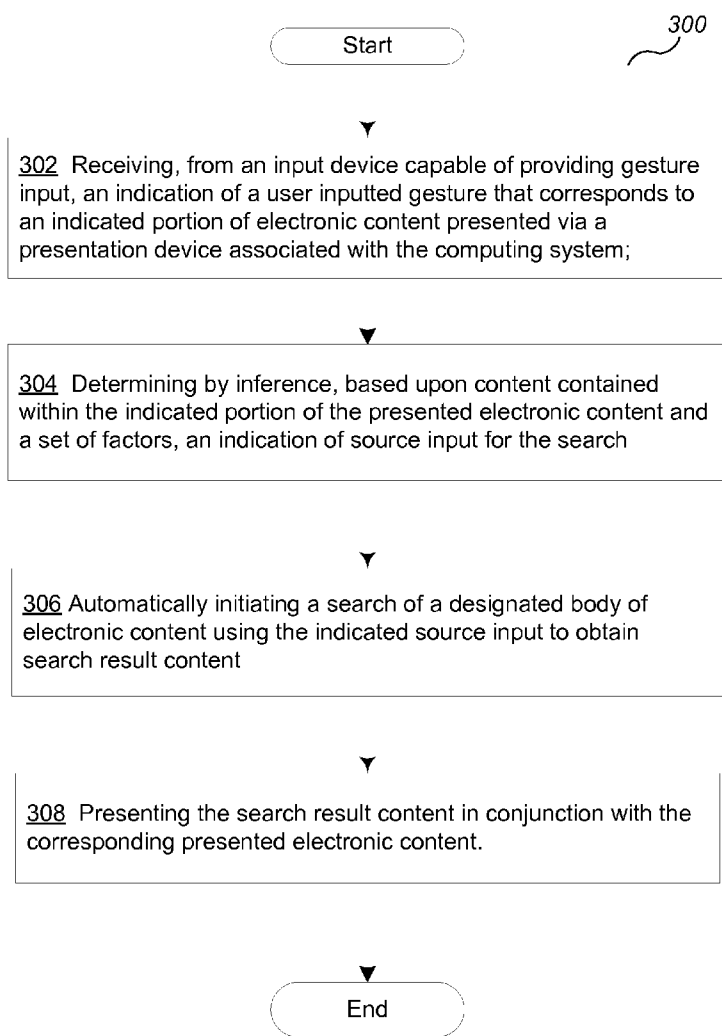 300
Start
302 Receiving, from an input device capable of providing gesture
input, an indication of a user inputted gesture that corresponds to
an indicated portion of electronic content presented via a
presentation device associated with the computing system;
304 Determining by inference, based upon content contained
within the indicated portion of the presented electronic content and
a set of factors, an indication of source input for the search
306 Automatically initiating a search of a designated body of
electronic content using the indicated source input to obtain
search result content
308 Presenting the search result content in conjunction with the
corresponding presented electronic content.
End